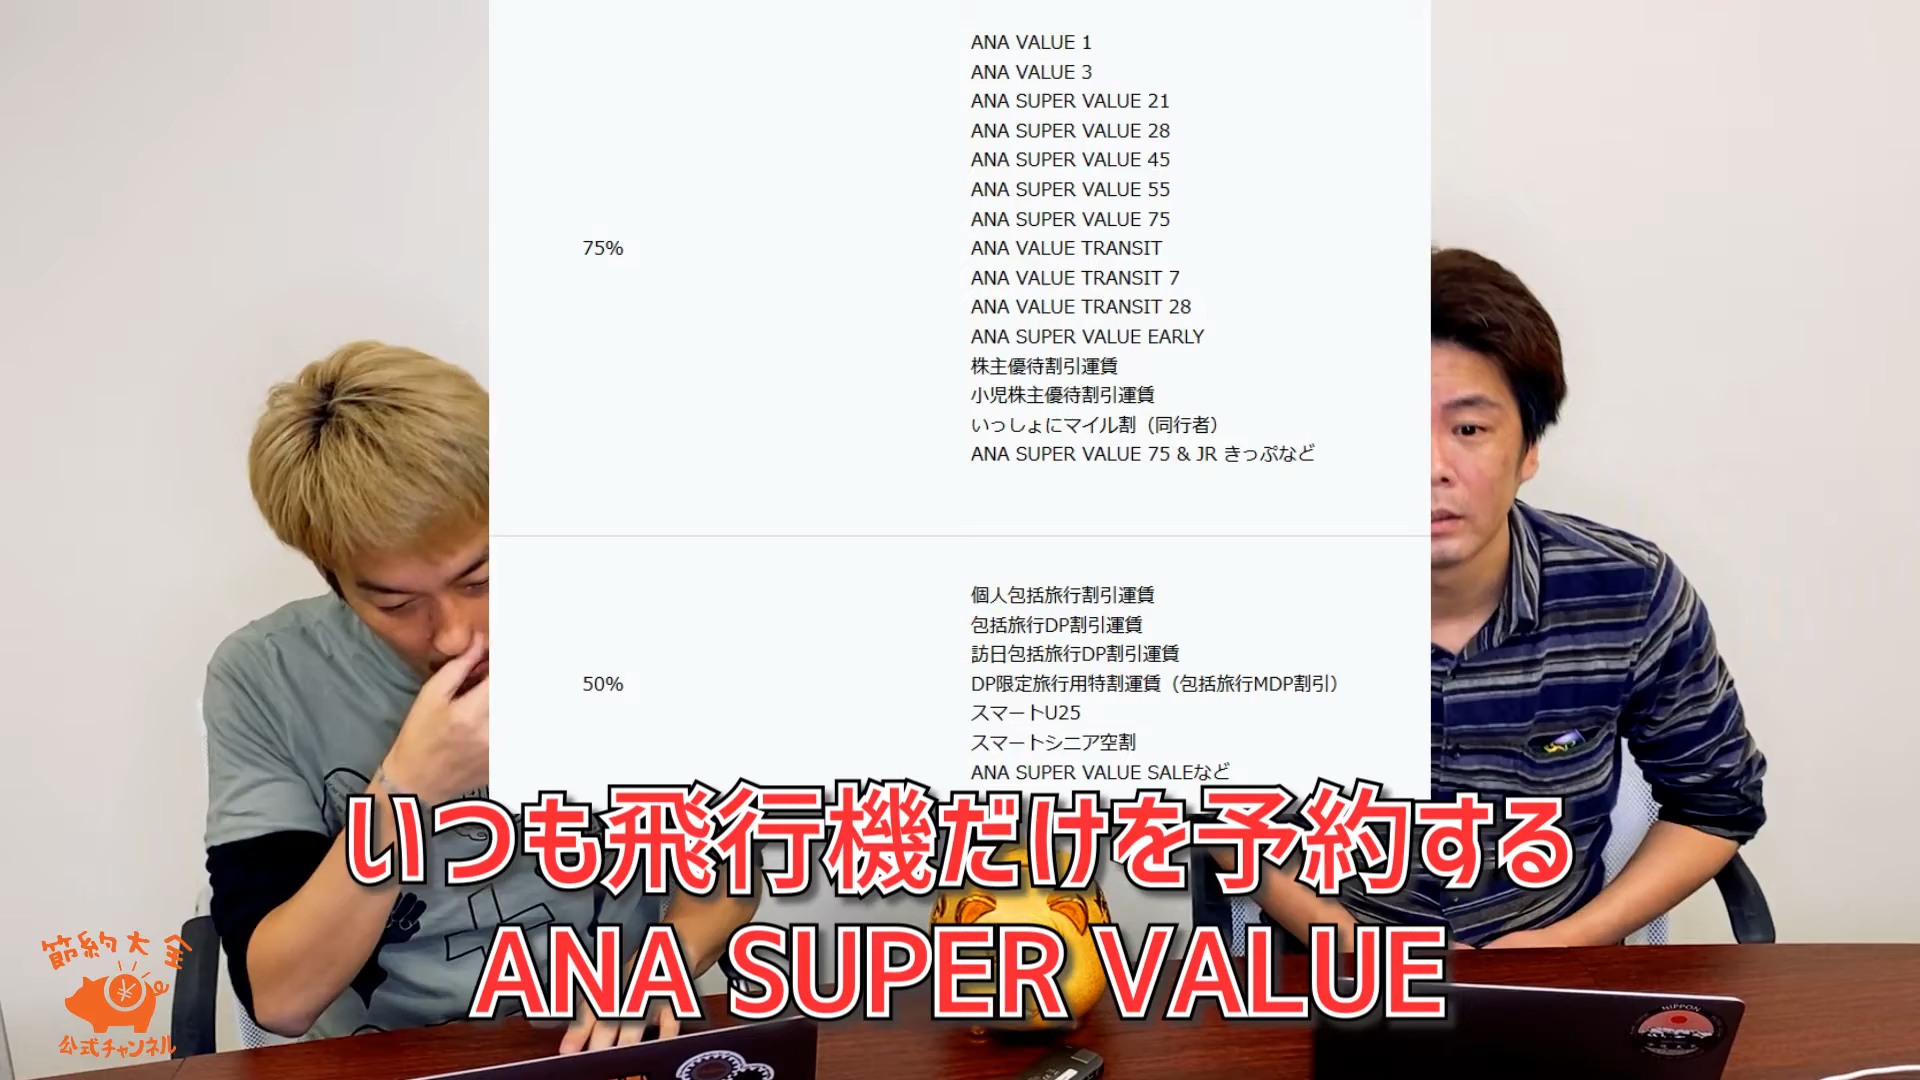 ANA VALUE 1
ANA VALUE 3
ANA SUPER VALUE 21
ANA SUPER VALUE 28
ANA SUPER VALUE 45
ANA SUPER VALUE 55
ANA SUPER VALUE 75
75%
ANA VALUE TRANSIT
ANA VALUE TRANSIT 7
ANA VALUE TRANSIT 28
ANA SUPER VALUE EARLY
株主優待割引運賃
小児株主優待割引運賃
いっしょにマイル割（同行者）
ANA SUPER VALUE 75 & JR きっぷなど
個人包括旅行割引運賃
包括旅行DP割引運賃
訪日包括旅行DP割引運賃
50%
DP限定旅行用特割運賃（包括旅行MDP割引）
スマートU25
スマートシニア空割
ANA SUPER VALUE SALEなど
いつも飛行機だけを予約する
ANA SUPER VALUE
節約大全
公式チャンネル
NIPPON